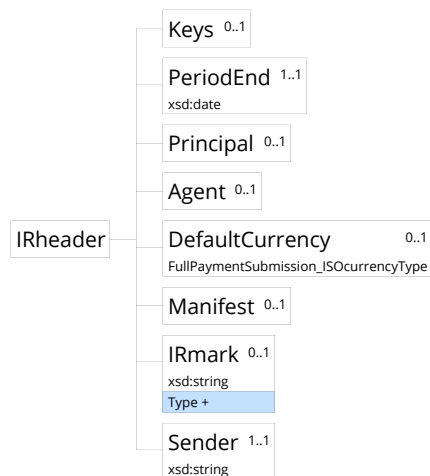 Keys 0..1
PeriodEnd 1..1
xsd:date
Principal 0..1
Agent 0..1
IRheader
DefaultCurrency 0..1
FullPaymentSubmission_ISOcurrencyType
Manifest 0..1
IRmark 0..1
xsd:string
Type +
Sender 1..1
xsd:string